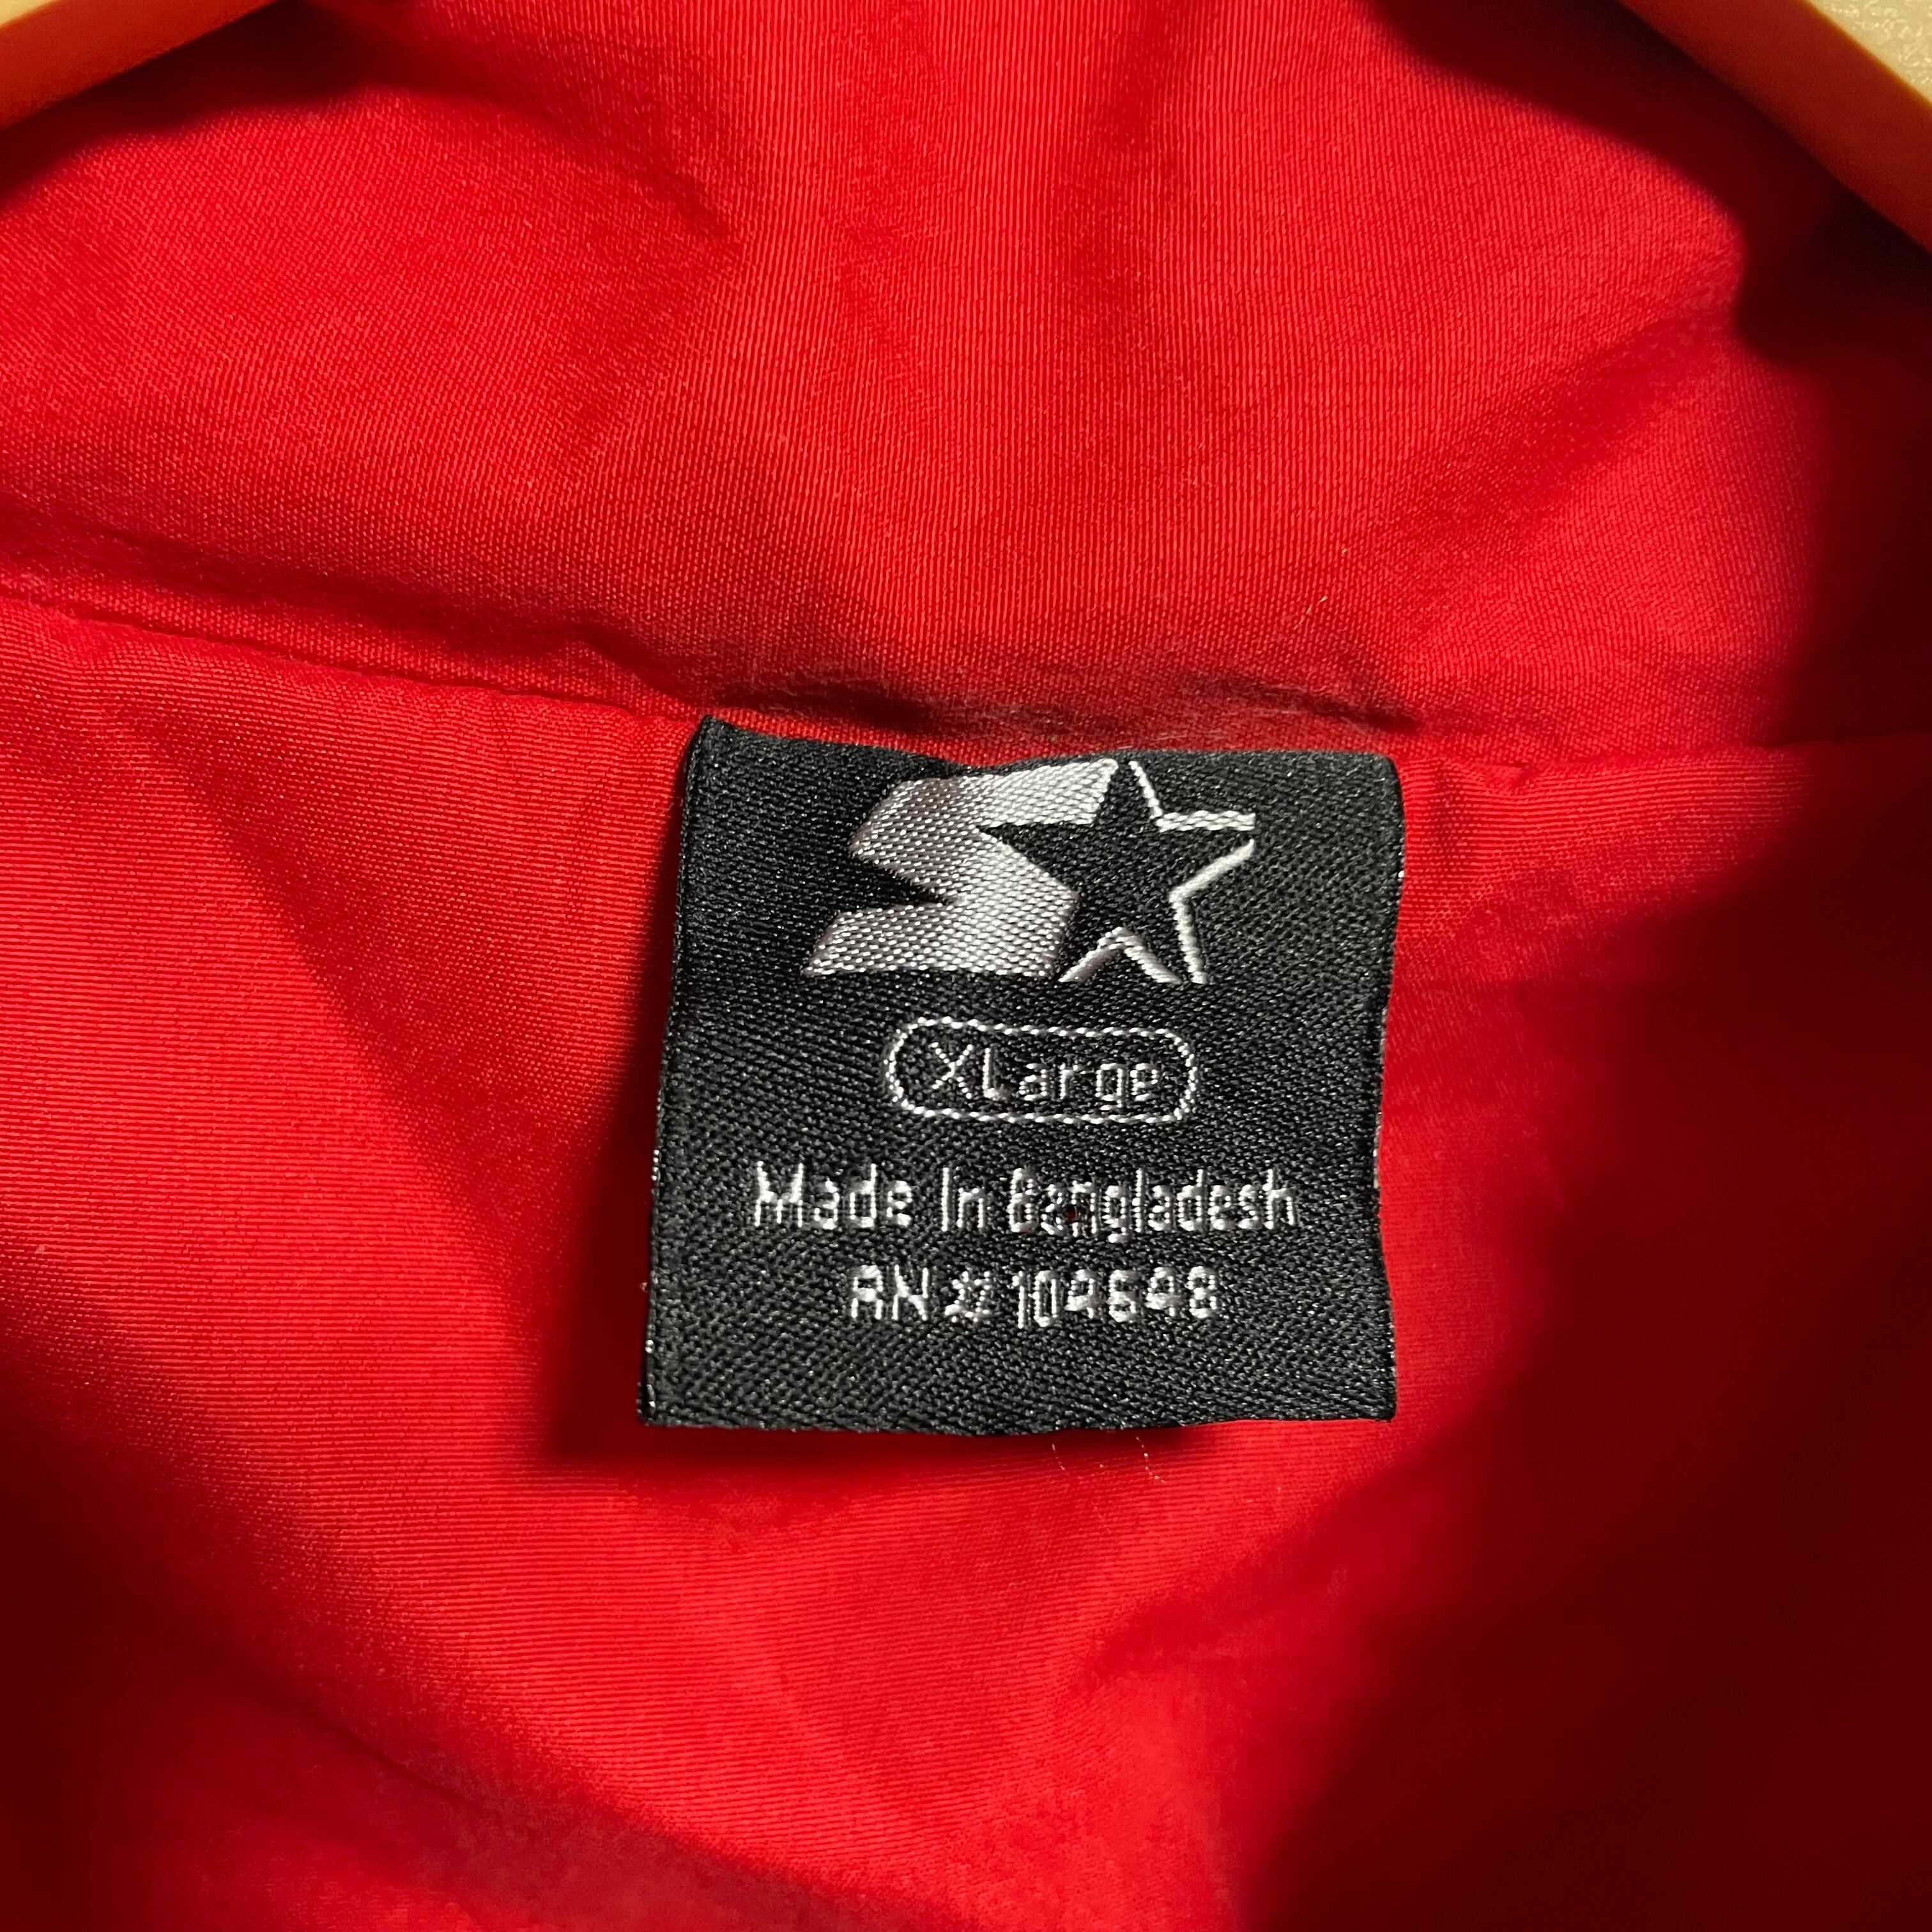 XLarge
Made In Bangladesh
RN # 104648